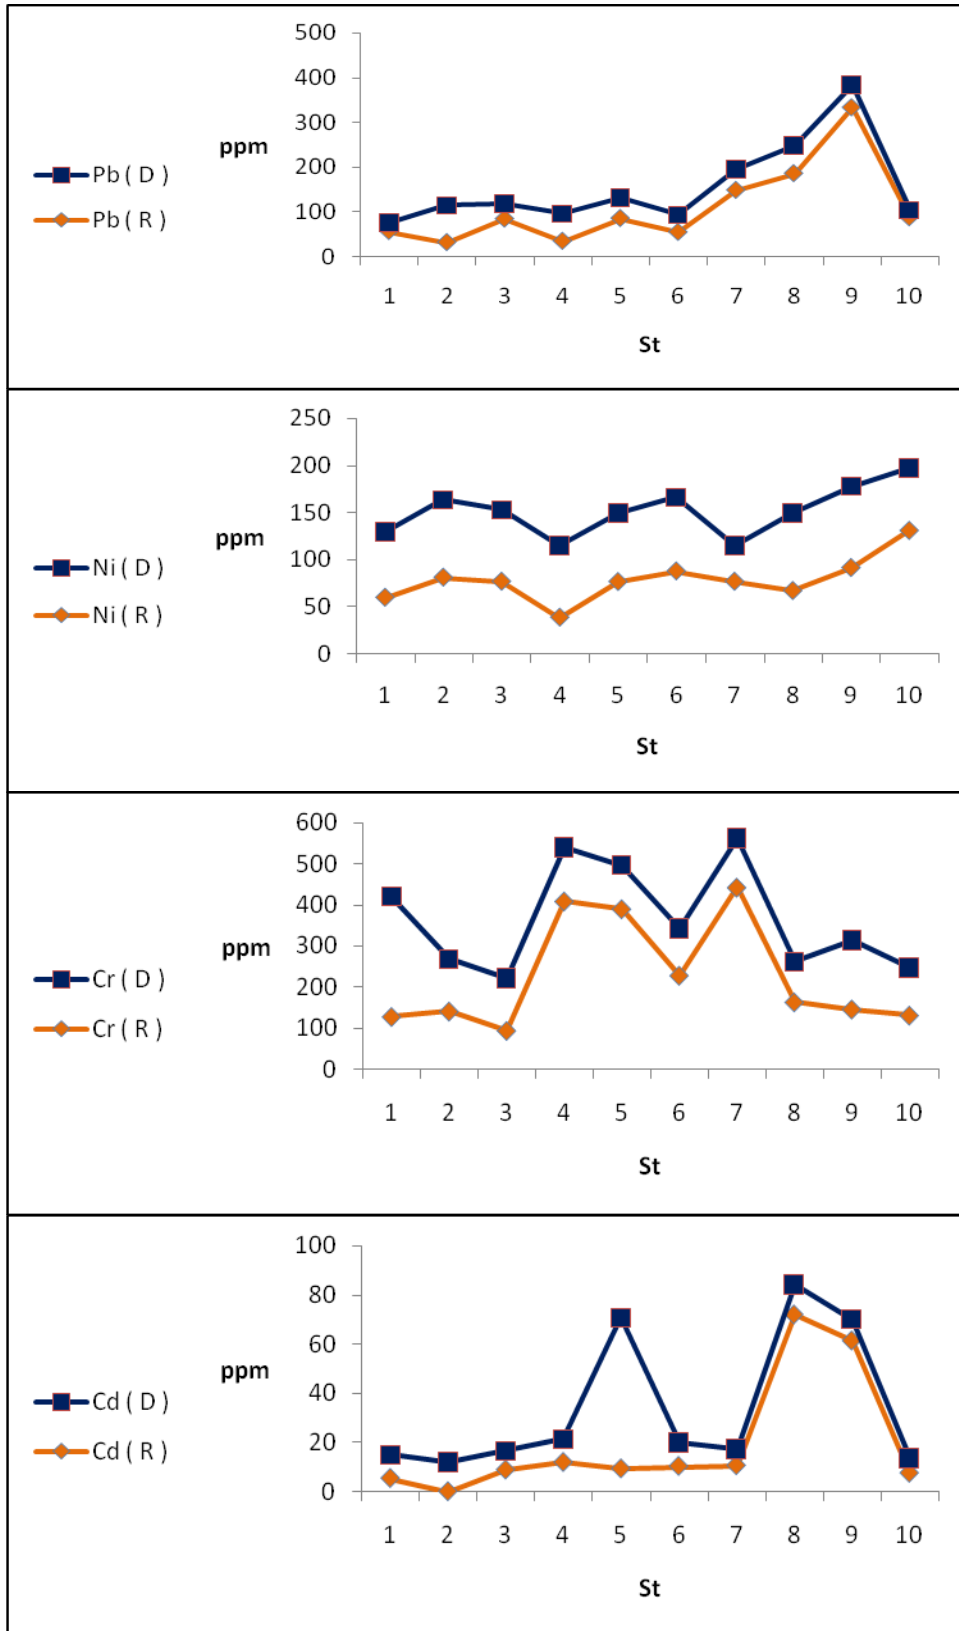 500
400
300
200
100
0
ppm
Pb ( D )
Pb ( R )
1 2 3 4 5 6 7 8 9 10
St
250
200
150
100
50
0
ppm
Ni ( D )
Ni ( R )
1 2 3 4 5 6 7 8 9 10
St
600
500
400
300
200
100
0
ppm
Cr ( D )
Cr ( R )
1 2 3 4 5 6 7 8 9 10
St
100
80
60
40
20
0
ppm
Cd ( D )
Cd ( R )
1 2 3 4 5 6 7 8 9 10
St